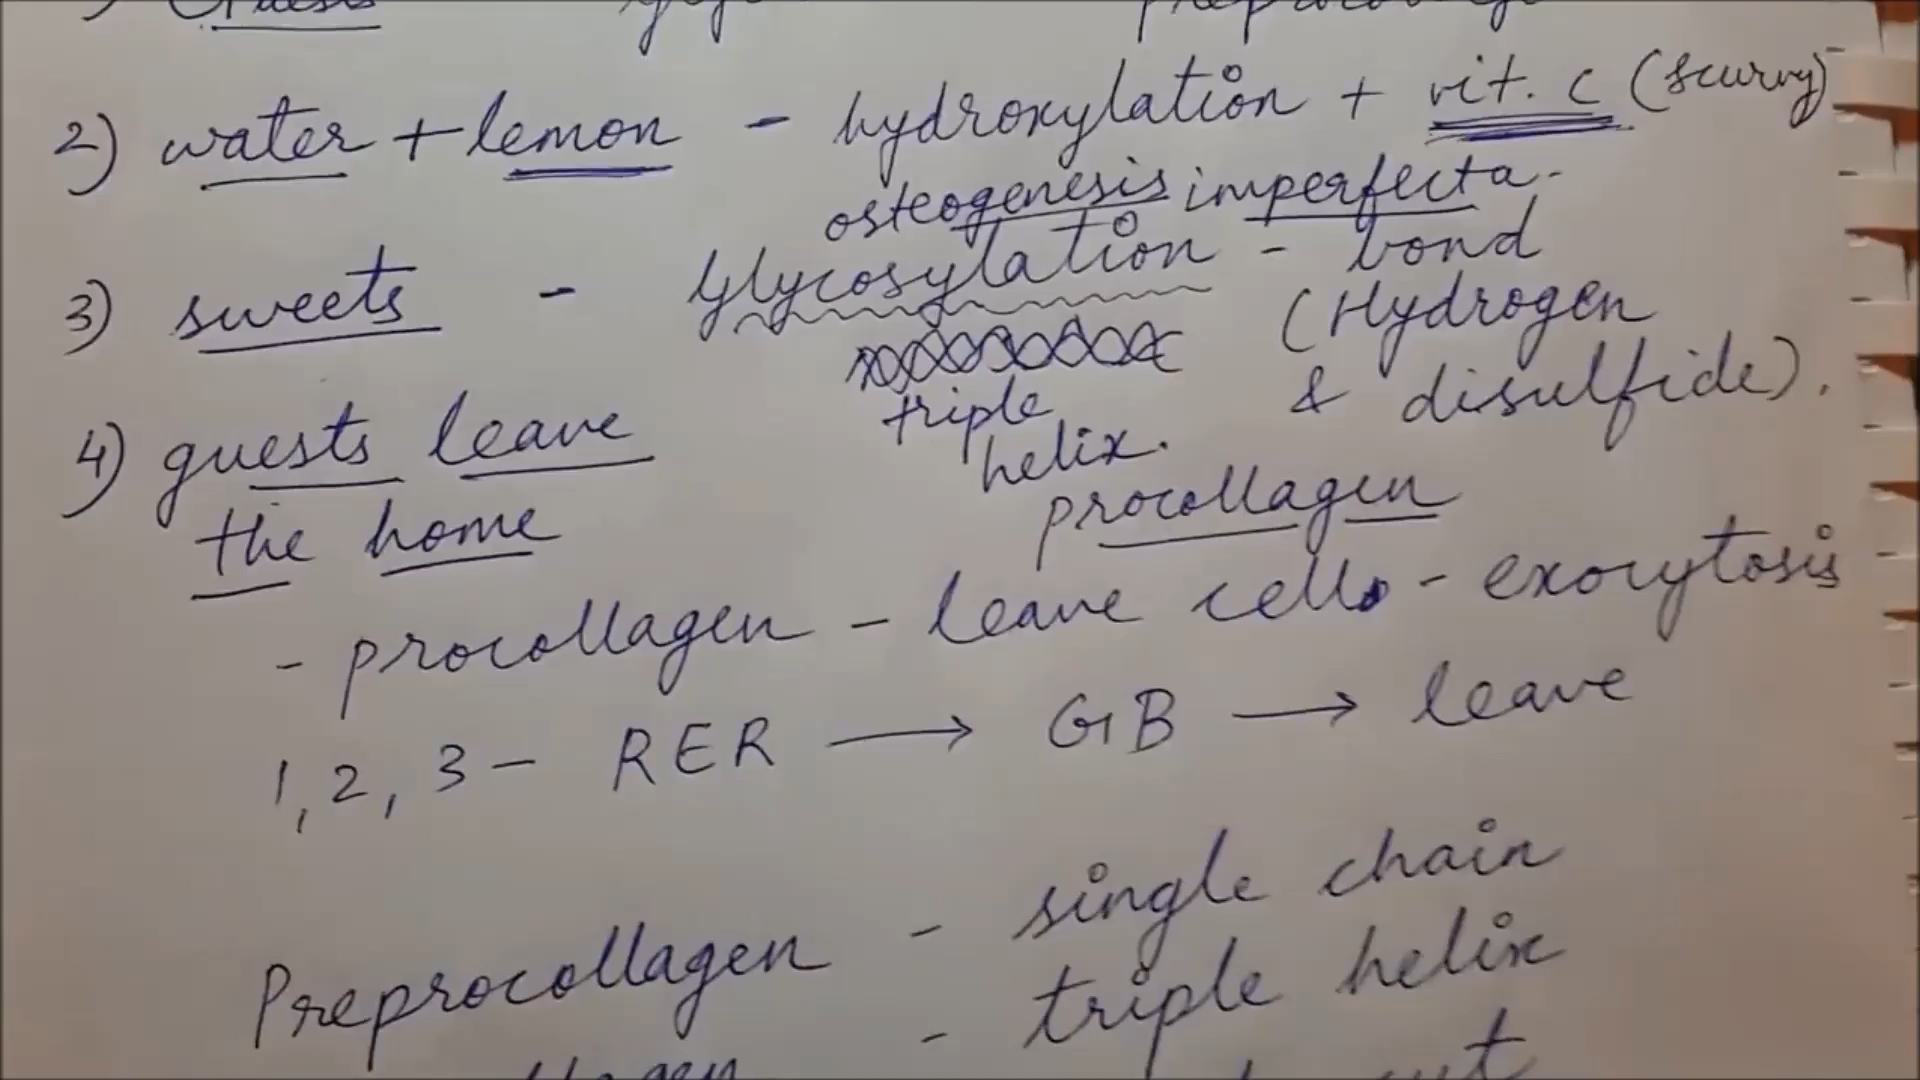 2) water + lemon - hydroxylation + vit. c (scurvy)
osteogenesis imperfecta.
3) sweets - Glycosylation - bond
(Hydrogen
& disulfide).
triple
helix.
4) guests leave
the home
procollagen
- procollagen - leave cell - exocytosis
1, 2, 3 - RER → GB → leave
Preprocollagen - single chain
- triple helix